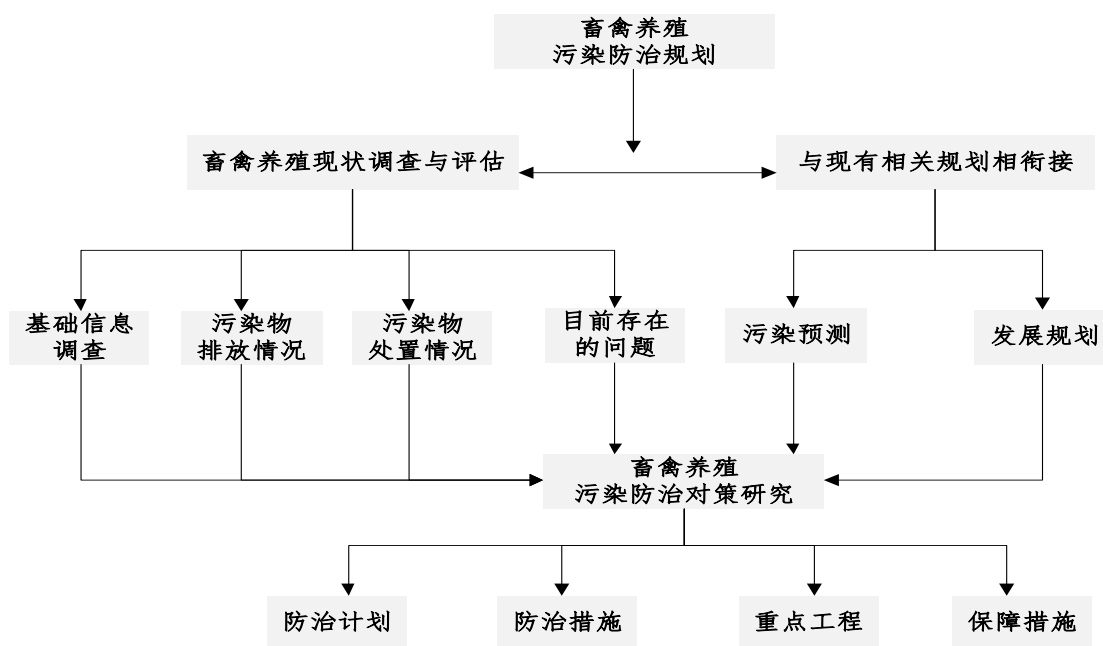 畜禽养殖
污染防治规划
畜禽养殖现状调查与评估
与现有相关规划相衔接
基础信息
调查
污染物
排放情况
污染物
处置情况
目前存在
的问题
污染预测
发展规划
畜禽养殖
污染防治对策研究
防治计划
防治措施
重点工程
保障措施